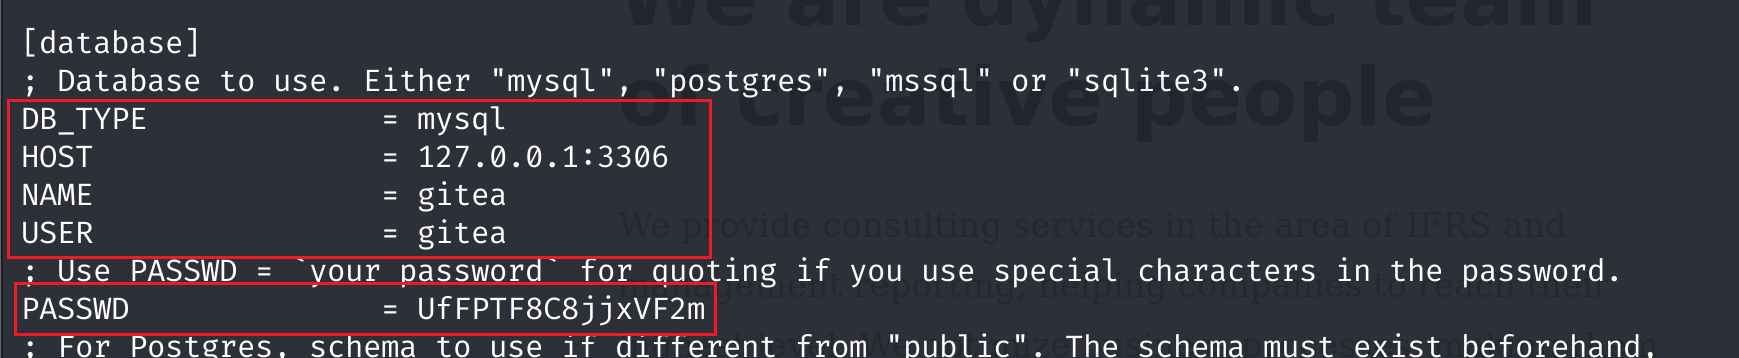 We are dynamic team
of creative people
We provide consulting services in the area of IFRS and
management reporting, helping companies to reach their
[database]
; Database to use. Either "mysql", "postgres", "mssql" or "sqlite3".
DB_TYPE = mysql
HOST = 127.0.0.1:3306
NAME = gitea
USER = gitea
; Use PASSWD = `your password` for quoting if you use special characters in the password.
PASSWD = UfFPTF8C8jjxVF2m
; For Postgres, schema to use if different from "public". The schema must exist beforehand,